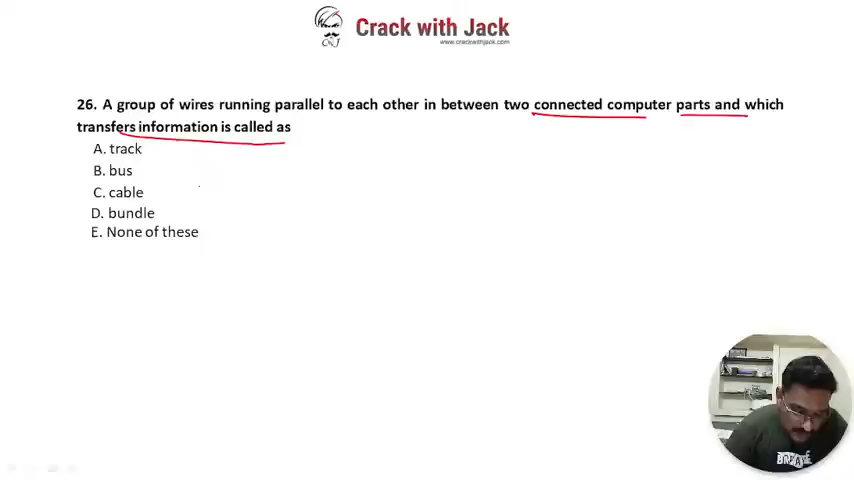 CWJ
Crack with Jack
www.crackwithjack.com
26. A group of wires running parallel to each other in between two connected computer parts and which
transfers information is called as
A. track
B. bus
C. cable
D. bundle
E. None of these